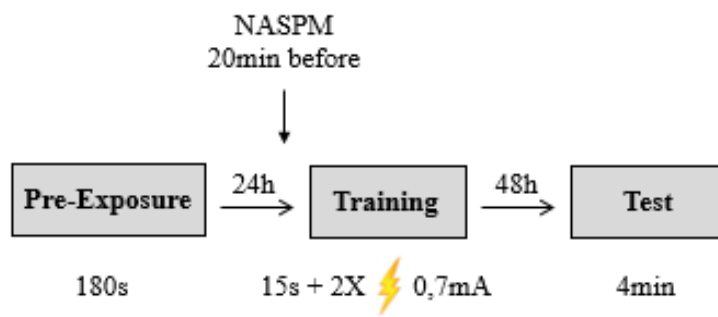 NASPM
20min before
24h
48h
Pre-Exposure
Training
Test
180s
15s + 2X 0,7mA
4min